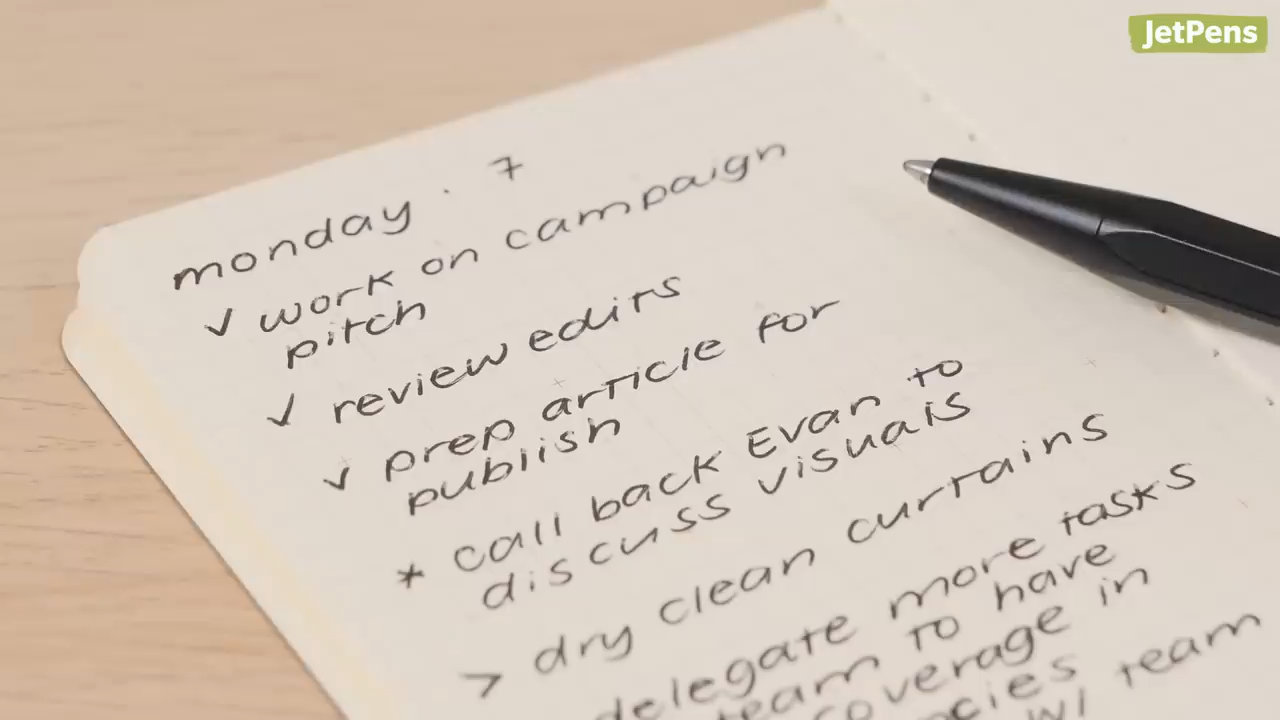 JetPens
monday . 7
✓ work on campaign
pitch
✓ review edits
✓ prep article for
publish
* call back Evan to
discuss visuals
> dry clean curtains
delegate more tasks
team to have
coverage in
w/ team